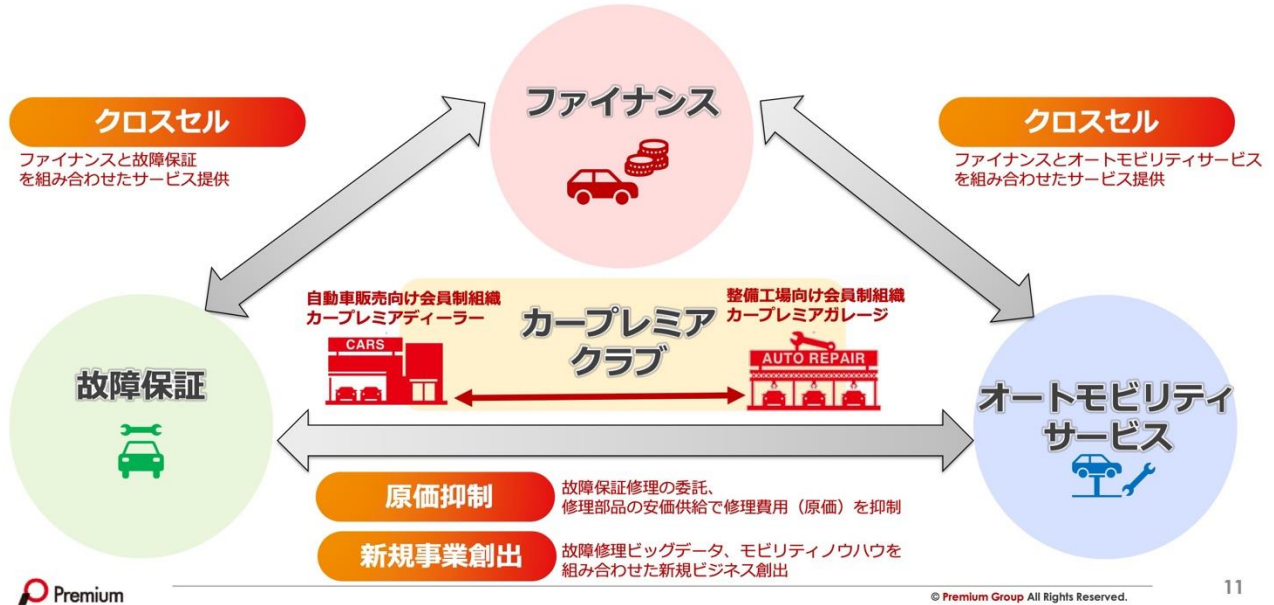 ファイナンス
クロスセル
ファイナンスと故障保証
を組み合わせたサービス提供
クロスセル
ファイナンスとオートモビリティサービス
を組み合わせたサービス提供
自動車販売向け会員制組織
カープレミアディーラー
CARS
カープレミア
クラブ
整備工場向け会員制組織
カープレミアガレージ
AUTO REPAIR
故障保証
オートモビリティ
サービス
原価抑制
故障保証修理の委託、
修理部品の安価供給で修理費用（原価）を抑制
新規事業創出
故障修理ビッグデータ、モビリティノウハウを
組み合わせた新規ビジネス創出
Premium
© Premium Group All Rights Reserved.
11